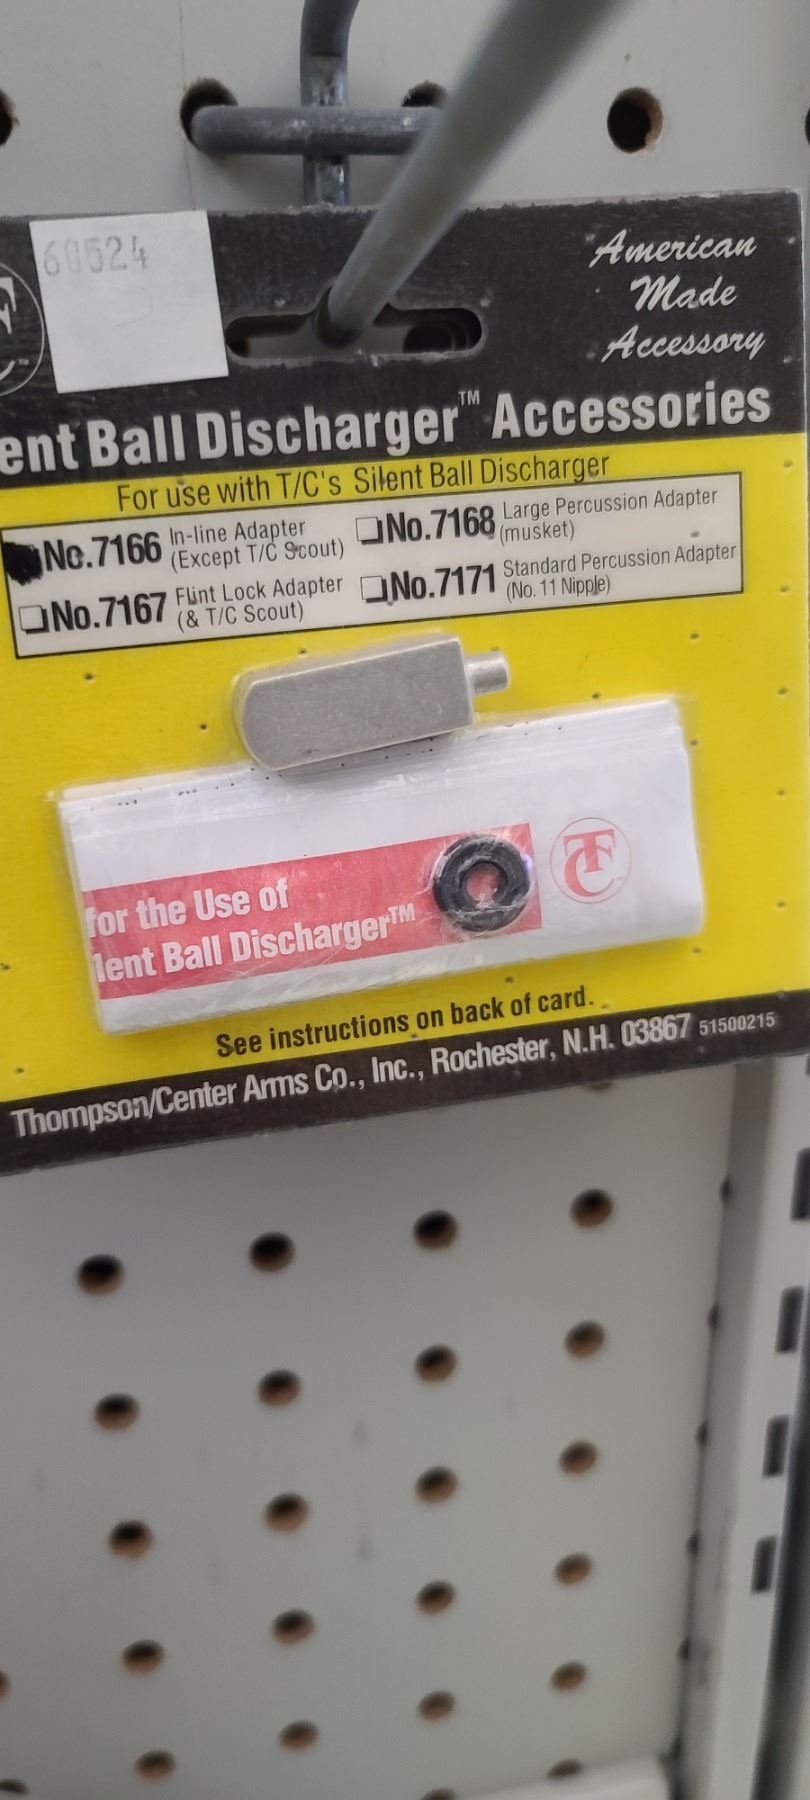 60524
American
Made
Accessory
ent Ball Discharger™ Accessories
For use with T/C's Silent Ball Discharger
No.7166 In-line Adapter (Except T/C Scout)
☐No.7168 Large Percussion Adapter (musket)
☐No.7167 Flint Lock Adapter (& T/C Scout)
☐No.7171 Standard Percussion Adapter (No. 11 Nipple)
for the Use of
lent Ball Discharger™
TC
See instructions on back of card.
Thompson/Center Arms Co., Inc., Rochester, N.H. 03867 51500215